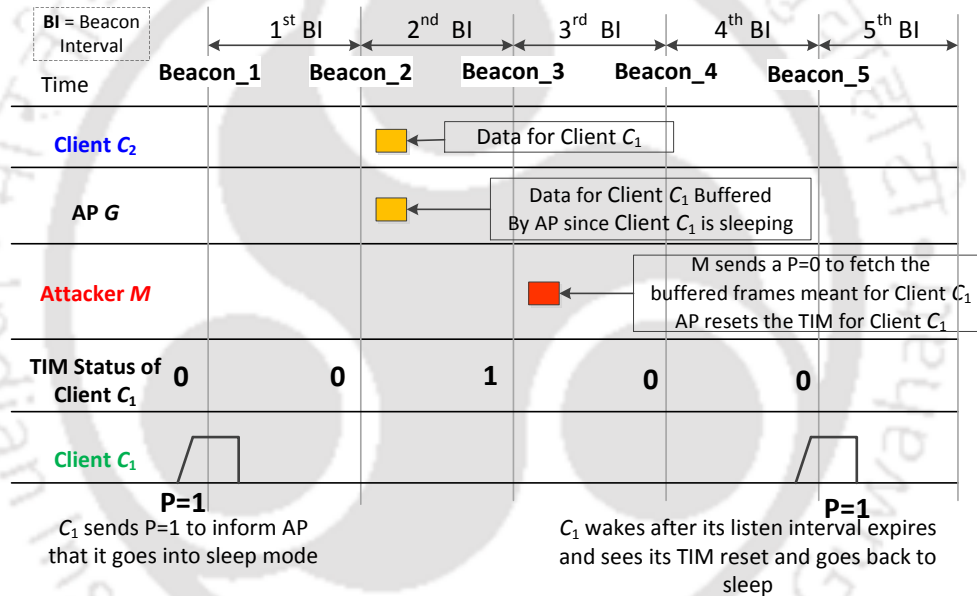 BI = Beacon
Interval
1st BI
2nd BI
3rd BI
4th BI
5th BI
Time
Beacon_1
Beacon_2
Beacon_3
Beacon_4
Beacon_5
Client C2
Data for Client C1
AP G
Data for Client C1 Buffered
By AP since Client C1 is sleeping
Attacker M
M sends a P=0 to fetch the
buffered frames meant for Client C1
AP resets the TIM for Client C1
TIM Status of
Client C1
0
0
1
0
0
Client C1
P=1
P=1
C1 sends P=1 to inform AP
that it goes into sleep mode
C1 wakes after its listen interval expires
and sees its TIM reset and goes back to
sleep